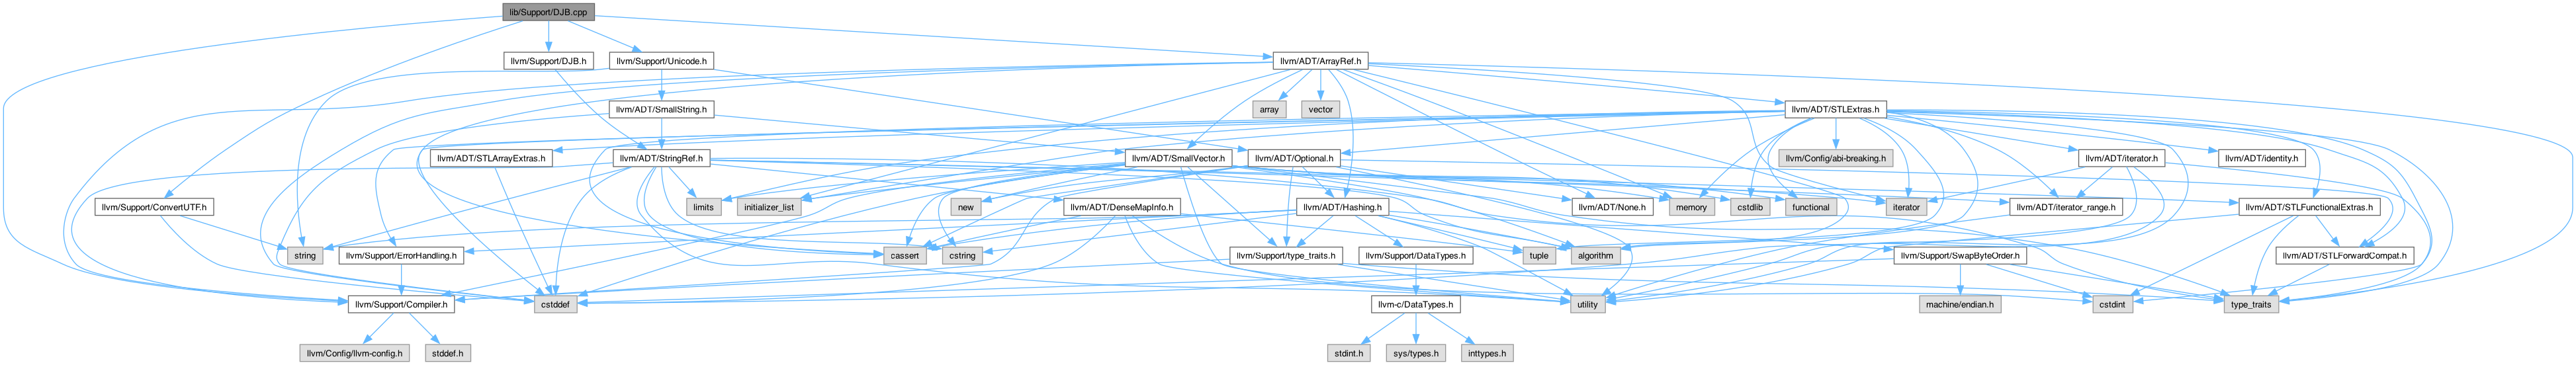 lib/Support/DJB.cpp
llvm/Support/DJB.h
llvm/Support/Unicode.h
llvm/ADT/ArrayRef.h
llvm/ADT/SmallString.h
array
vector
llvm/ADT/STLExtras.h
llvm/ADT/STLArrayExtras.h
llvm/ADT/StringRef.h
llvm/ADT/SmallVector.h
llvm/ADT/Optional.h
llvm/Config/abi-breaking.h
llvm/ADT/iterator.h
llvm/ADT/identity.h
llvm/Support/ConvertUTF.h
limits
initializer_list
new
llvm/ADT/DenseMapInfo.h
llvm/ADT/Hashing.h
llvm/ADT/None.h
memory
cstdlib
functional
iterator
llvm/ADT/iterator_range.h
llvm/ADT/STLFunctionalExtras.h
string
llvm/Support/ErrorHandling.h
cassert
cstring
llvm/Support/type_traits.h
llvm/Support/DataTypes.h
tuple
algorithm
llvm/Support/SwapByteOrder.h
llvm/ADT/STLForwardCompat.h
llvm/Support/Compiler.h
cstddef
llvm-c/DataTypes.h
utility
machine/endian.h
cstdint
type_traits
llvm/Config/llvm-config.h
stddef.h
stdint.h
sys/types.h
inttypes.h